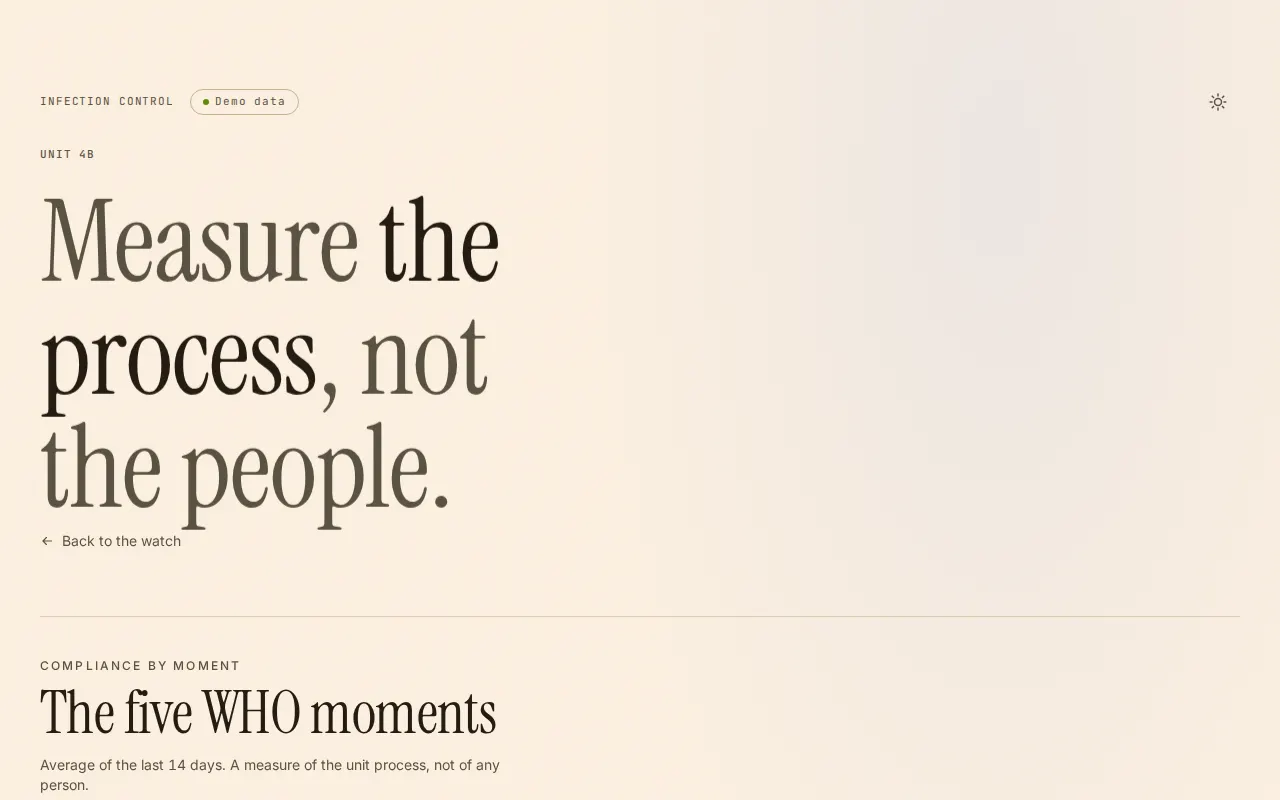 INFECTION CONTROL
Demo data
UNIT 4B
Measure the
process, not
the people.
← Back to the watch
COMPLIANCE BY MOMENT
The five WHO moments
Average of the last 14 days. A measure of the unit process, not of any
person.